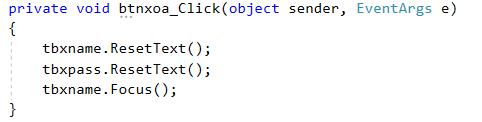 private void btnxoa_Click(object sender, EventArgs e)
{
    tbxname.ResetText();
    tbxpass.ResetText();
    tbxname.Focus();
}